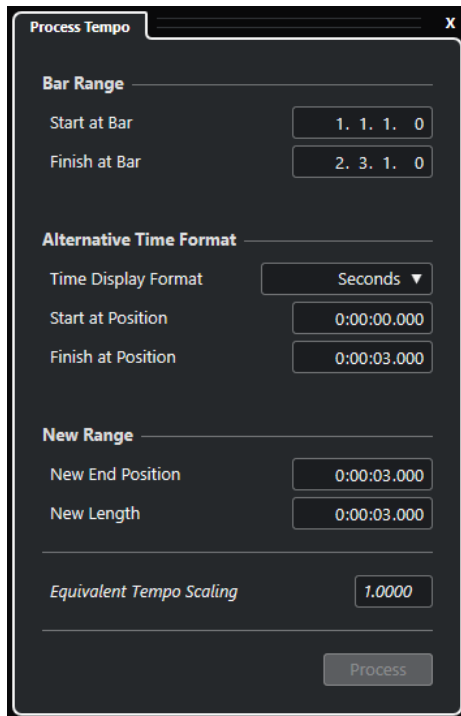 Process Tempo
X
Bar Range
Start at Bar 1. 1. 1. 0
Finish at Bar 2. 3. 1. 0
Alternative Time Format
Time Display Format Seconds ▼
Start at Position 0:00:00.000
Finish at Position 0:00:03.000
New Range
New End Position 0:00:03.000
New Length 0:00:03.000
Equivalent Tempo Scaling 1.0000
Process